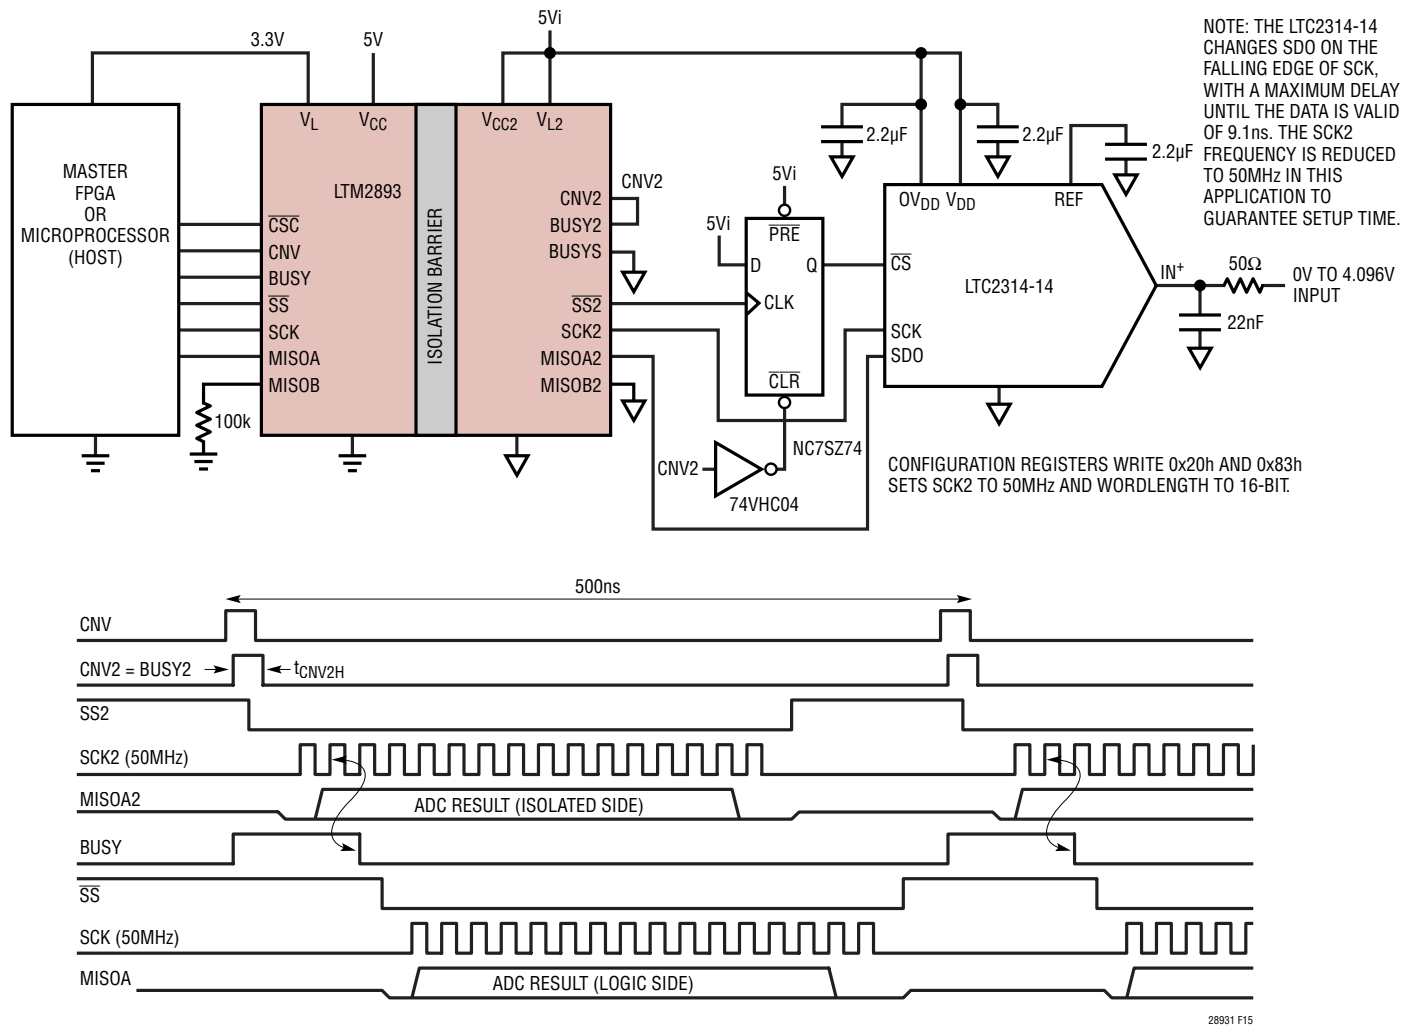 3.3V
5V
5Vi
NOTE: THE LTC2314-14
CHANGES SDO ON THE
FALLING EDGE OF SCK,
WITH A MAXIMUM DELAY
UNTIL THE DATA IS VALID
OF 9.1ns. THE SCK2
FREQUENCY IS REDUCED
TO 50MHz IN THIS
APPLICATION TO
GUARANTEE SETUP TIME.
MASTER
FPGA
OR
MICROPROCESSOR
(HOST)
VL
VCC
LTM2893
CSC
CNV
BUSY
SS
SCK
MISOA
MISOB
100k
ISOLATION BARRIER
VCC2
VL2
CNV2
BUSY2
BUSYS
SS2
SCK2
MISOA2
MISOB2
CNV2
5Vi
5Vi
PRE
D
Q
CLK
CLR
NC7SZ74
CNV2
74VHC04
2.2µF
2.2µF
2.2µF
OVDD
VDD
REF
CS
LTC2314-14
SCK
SDO
IN+
50Ω
0V TO 4.096V
INPUT
22nF
CONFIGURATION REGISTERS WRITE 0x20h AND 0x83h
SETS SCK2 TO 50MHz AND WORDLENGTH TO 16-BIT.
500ns
CNV
CNV2 = BUSY2
tCNV2H
SS2
SCK2 (50MHz)
MISOA2
ADC RESULT (ISOLATED SIDE)
BUSY
SS
SCK (50MHz)
MISOA
ADC RESULT (LOGIC SIDE)
28931 F15